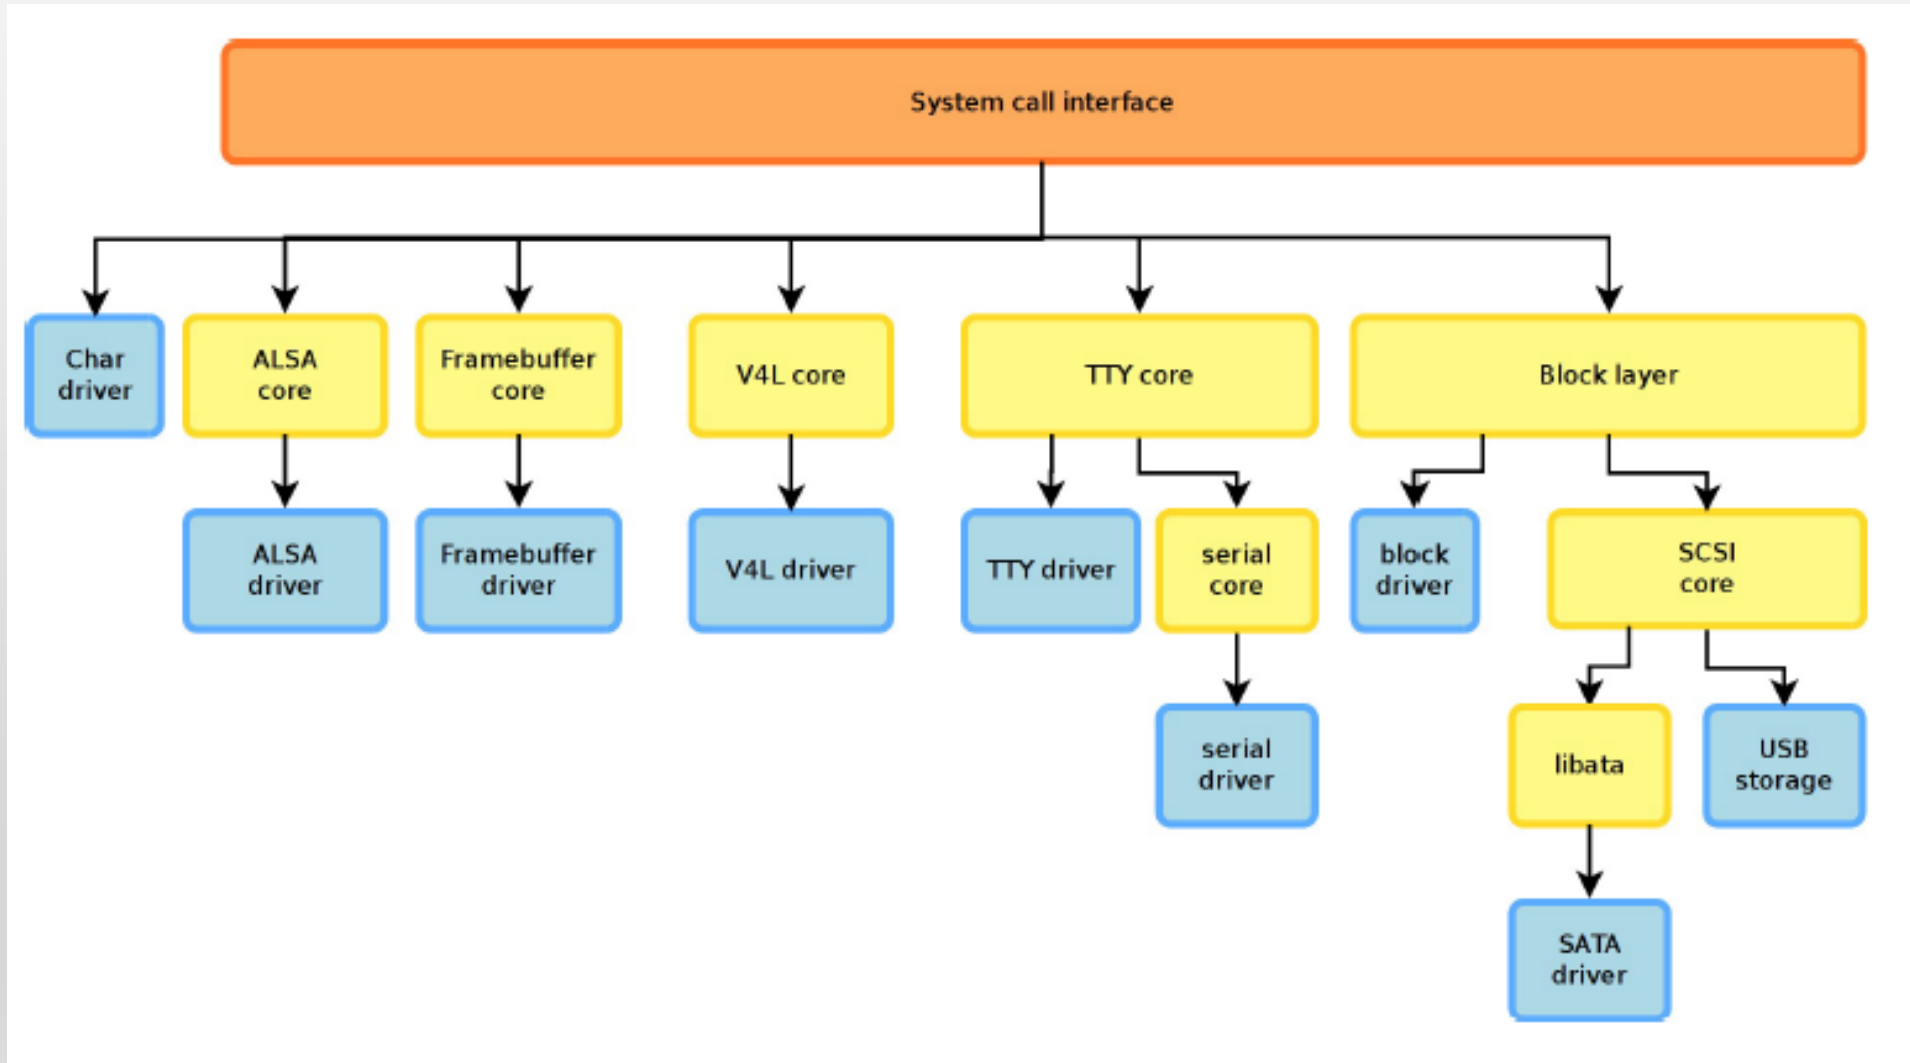 System call interface
Char
driver
ALSA
core
Framebuffer
core
V4L core
TTY core
Block layer
ALSA
driver
Framebuffer
driver
V4L driver
TTY driver
serial
core
block
driver
SCSI
core
serial
driver
libata
USB
storage
SATA
driver